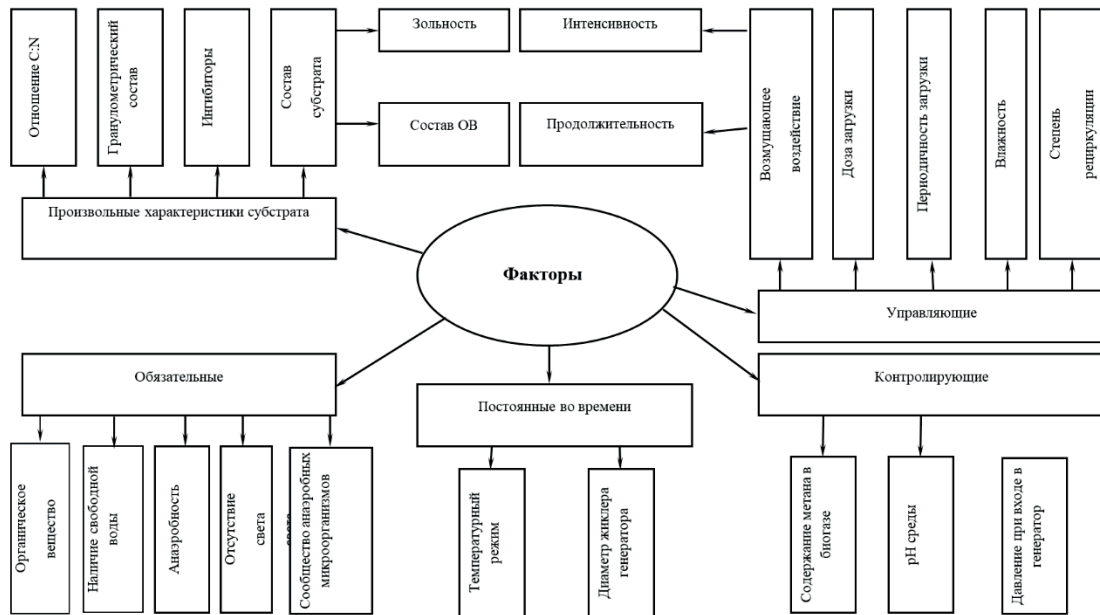 Отношение C:N
Гранулометрический
состав
Ингибиторы
Состав
субстрата
Зольность
Состав ОВ
Интенсивность
Продолжительность
Возмущающее
воздействие
Доза загрузки
Периодичность загрузки
Влажность
Степень
рециркуляции
Произвольные характеристики субстрата
Факторы
Управляющие
Обязательные
Постоянные во времени
Контролирующие
Органическое
вещество
Наличие свободной
воды
Анаэробность
Отсутствие
света
света
Сообщество анаэробных
микроорганизмов
Температурный
режим
Диаметр жиклера
генератора
Содержание метана в
биогазе
pH среды
Давление при входе в
генератор